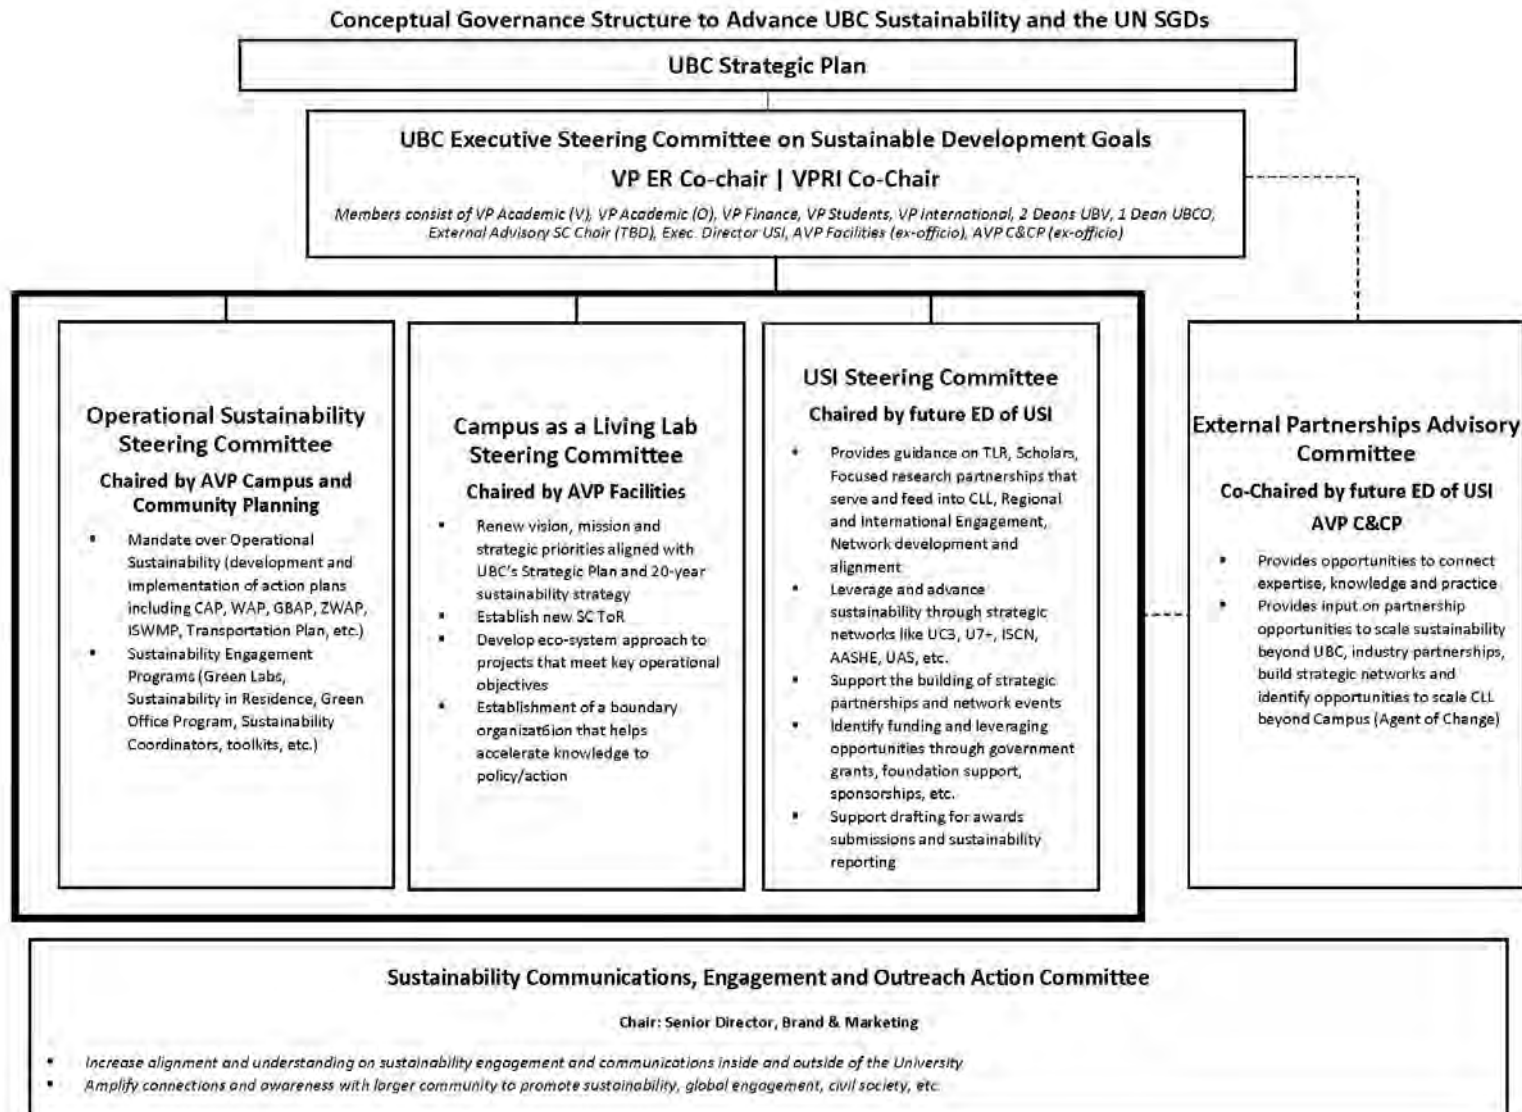 Conceptual Governance Structure to Advance UBC Sustainability and the UN SGDs
UBC Strategic Plan
UBC Executive Steering Committee on Sustainable Development Goals
VP ER Co-chair | VPRI Co-Chair
Members consist of VP Academic (V), VP Academic (O), VP Finance, VP Students, VP International, 2 Deans UBV, 1 Dean UBCO,
External Advisory SC Chair (TBD), Exec. Director USI, AVP Facilities (ex-officio), AVP C&CP (ex-officio)
Operational Sustainability
Steering Committee
Chaired by AVP Campus and
Community Planning
▪ Mandate over Operational
Sustainability (development and
implementation of action plans
including CAP, WAP, GBAP, ZWAP,
ISWMP, Transportation Plan, etc.)
▪ Sustainability Engagement
Programs (Green Labs,
Sustainability in Residence, Green
Office Program, Sustainability
Coordinators, toolkits, etc.)
Campus as a Living Lab
Steering Committee
Chaired by AVP Facilities
▪ Renew vision, mission and
strategic priorities aligned with
UBC's Strategic Plan and 20-year
sustainability strategy
▪ Establish new SC ToR
▪ Develop eco-system approach to
projects that meet key operational
objectives
▪ Establishment of a boundary
organizat6ion that helps
accelerate knowledge to
policy/action
USI Steering Committee
Chaired by future ED of USI
▪ Provides guidance on TLR, Scholars,
Focused research partnerships that
serve and feed into CLL, Regional
and International Engagement,
Network development and
alignment
▪ Leverage and advance
sustainability through strategic
networks like UC3, U7+, ISCN,
AASHE, UAS, etc.
▪ Support the building of strategic
partnerships and network events
▪ Identify funding and leveraging
opportunities through government
grants, foundation support,
sponsorships, etc.
▪ Support drafting for awards
submissions and sustainability
reporting
External Partnerships Advisory
Committee
Co-Chaired by future ED of USI
AVP C&CP
▪ Provides opportunities to connect
expertise, knowledge and practice
▪ Provides input on partnership
opportunities to scale sustainability
beyond UBC, industry partnerships,
build strategic networks and
identify opportunities to scale CLL
beyond Campus (Agent of Change)
Sustainability Communications, Engagement and Outreach Action Committee
Chair: Senior Director, Brand & Marketing
▪ Increase alignment and understanding on sustainability engagement and communications inside and outside of the University
▪ Amplify connections and awareness with larger community to promote sustainability, global engagement, civil society, etc.